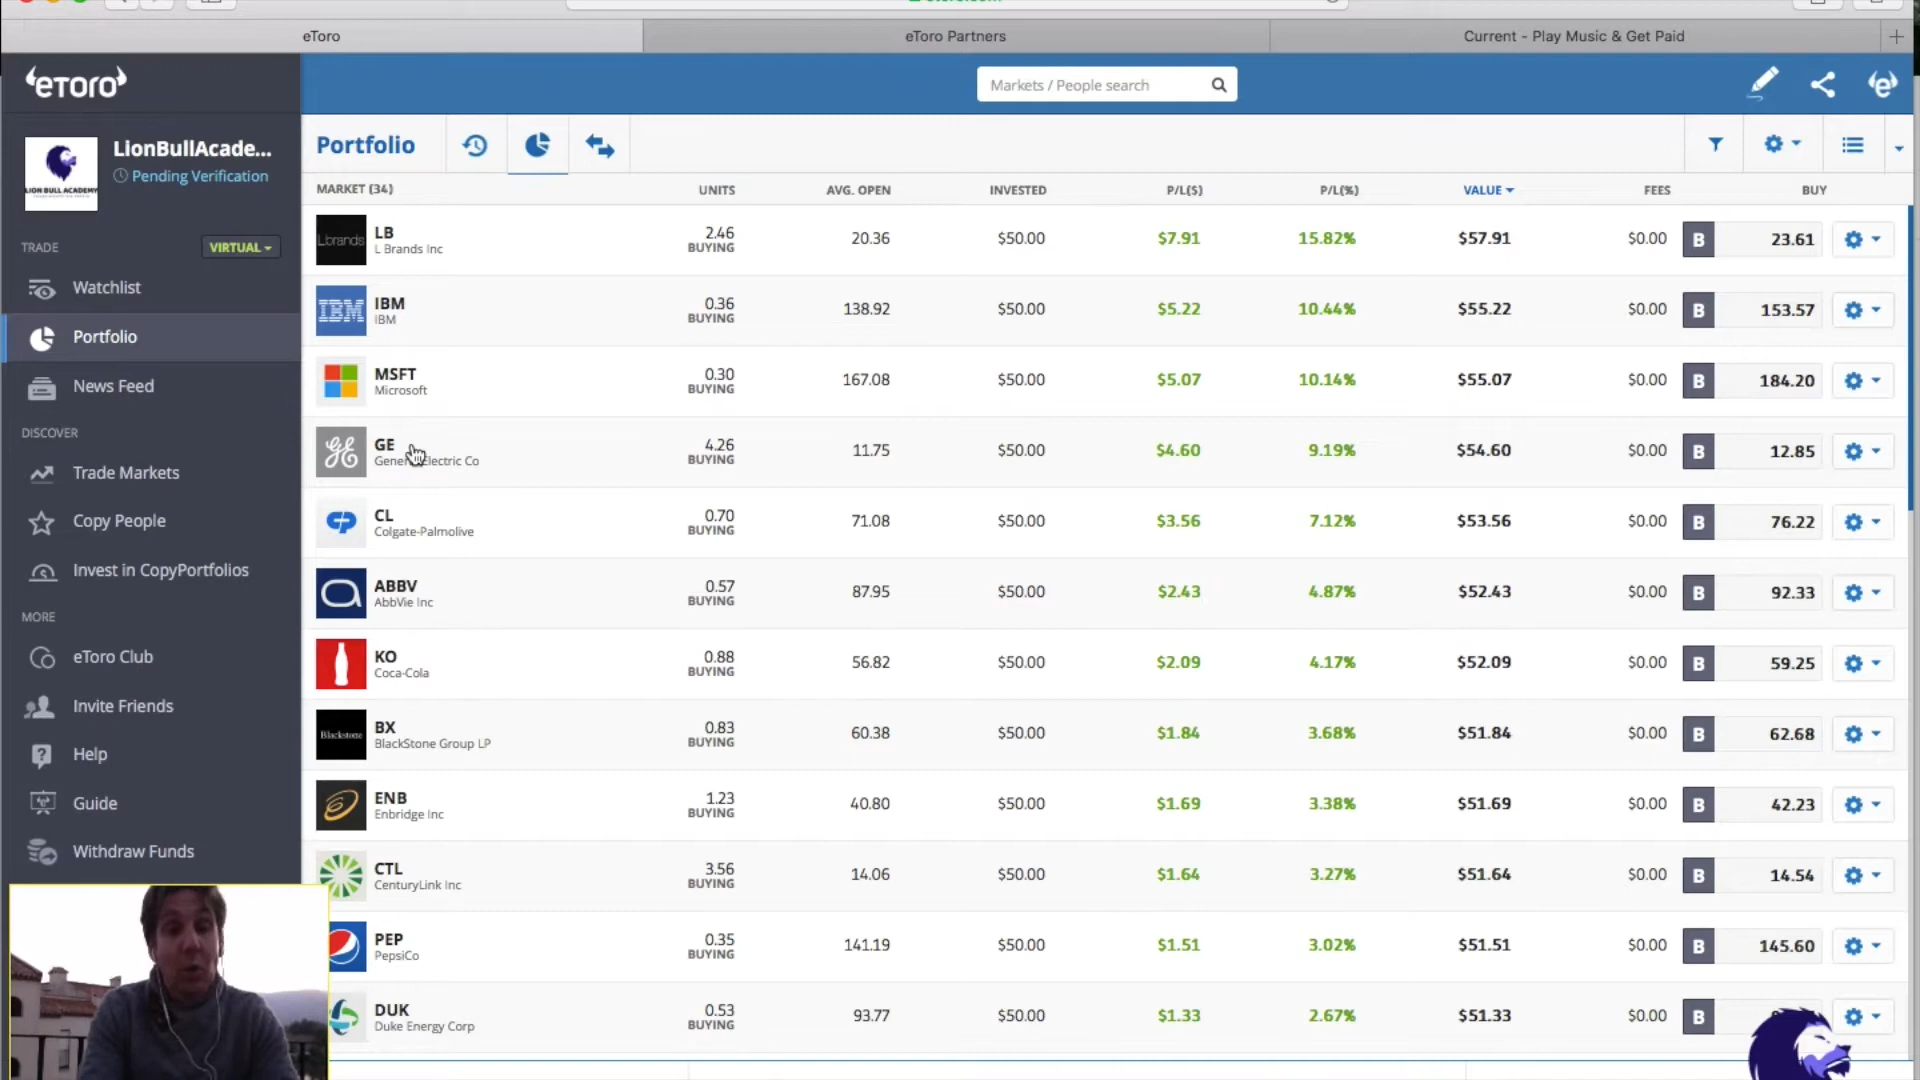 eToro
eToro Partners
Current - Play Music & Get Paid
eToro
Markets / People search
LION BULL ACADEMY
LionBullAcade...
Pending Verification
Portfolio
MARKET (34)
UNITS
AVG. OPEN
INVESTED
P/L($)
P/L(%)
VALUE
FEES
BUY
TRADE
VIRTUAL
Watchlist
Portfolio
News Feed
DISCOVER
Trade Markets
Copy People
Invest in CopyPortfolios
MORE
eToro Club
Invite Friends
Help
Guide
Withdraw Funds
L brands
LB
L Brands Inc
2.46
BUYING
20.36
$50.00
$7.91
15.82%
$57.91
$0.00
B
23.61
IBM
IBM
IBM
0.36
BUYING
138.92
$50.00
$5.22
10.44%
$55.22
$0.00
B
153.57
MSFT
Microsoft
0.30
BUYING
167.08
$50.00
$5.07
10.14%
$55.07
$0.00
B
184.20
GE
GE
General Electric Co
4.26
BUYING
11.75
$50.00
$4.60
9.19%
$54.60
$0.00
B
12.85
CL
Colgate-Palmolive
0.70
BUYING
71.08
$50.00
$3.56
7.12%
$53.56
$0.00
B
76.22
ABBV
AbbVie Inc
0.57
BUYING
87.95
$50.00
$2.43
4.87%
$52.43
$0.00
B
92.33
KO
Coca-Cola
0.88
BUYING
56.82
$50.00
$2.09
4.17%
$52.09
$0.00
B
59.25
Blackstone
BX
BlackStone Group LP
0.83
BUYING
60.38
$50.00
$1.84
3.68%
$51.84
$0.00
B
62.68
ENB
Enbridge Inc
1.23
BUYING
40.80
$50.00
$1.69
3.38%
$51.69
$0.00
B
42.23
CTL
CenturyLink Inc
3.56
BUYING
14.06
$50.00
$1.64
3.27%
$51.64
$0.00
B
14.54
PEP
PepsiCo
0.35
BUYING
141.19
$50.00
$1.51
3.02%
$51.51
$0.00
B
145.60
DUK
Duke Energy Corp
0.53
BUYING
93.77
$50.00
$1.33
2.67%
$51.33
$0.00
B